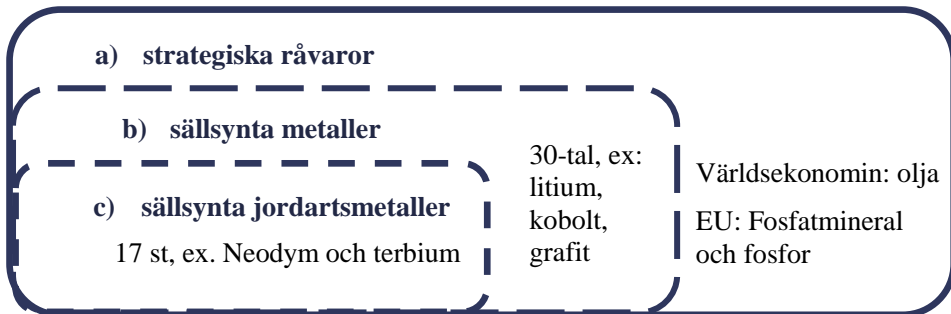 a) strategiska råvaror
b) sällsynta metaller
c) sällsynta jordartsmetaller
17 st, ex. Neodym och terbium
30-tal, ex:
litium,
kobolt,
grafit
Världsekonomin: olja
EU: Fosfatmineral
och fosfor